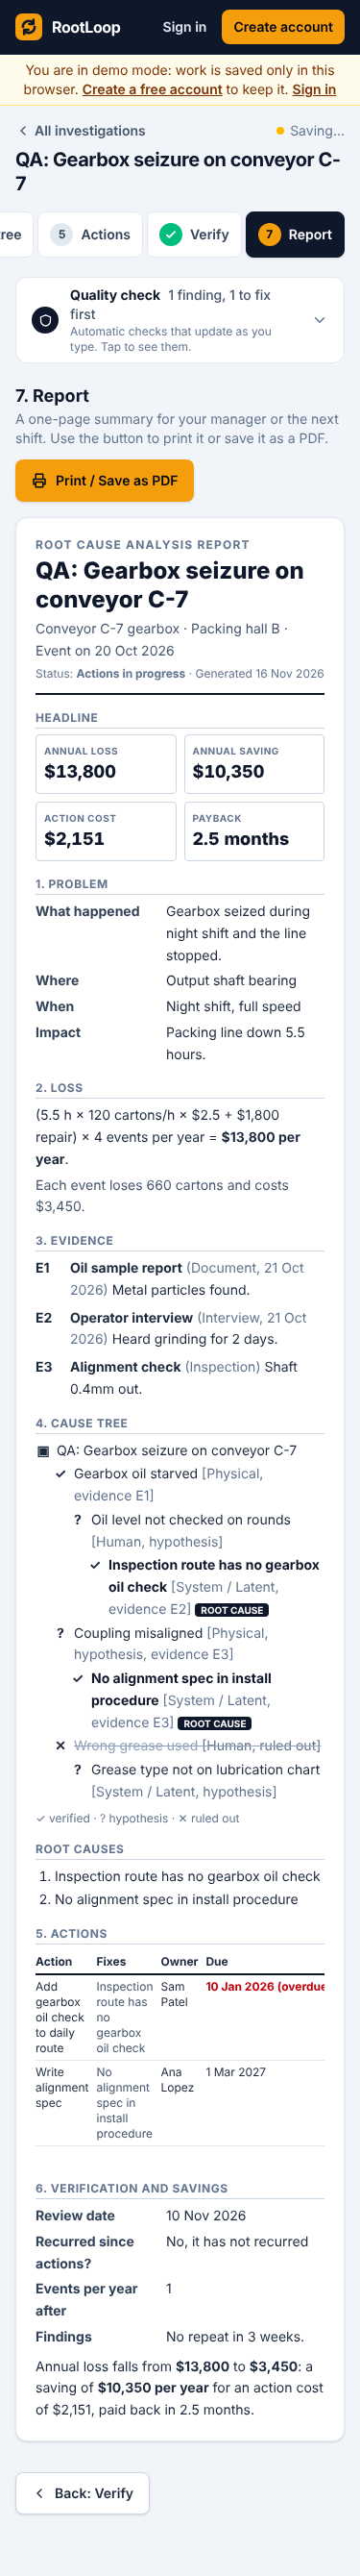 RootLoop
Sign in
Create account
You are in demo mode: work is saved only in this
browser. Create a free account to keep it. Sign in
All investigations
Saving...
QA: Gearbox seizure on conveyor C-
7
5 Actions
Verify
7 Report
Quality check 1 finding, 1 to fix
first
Automatic checks that update as you
type. Tap to see them.
7. Report
A one-page summary for your manager or the next
shift. Use the button to print it or save it as a PDF.
Print / Save as PDF
ROOT CAUSE ANALYSIS REPORT
QA: Gearbox seizure on
conveyor C-7
Conveyor C-7 gearbox · Packing hall B ·
Event on 20 Oct 2026
Status: Actions in progress · Generated 16 Nov 2026
HEADLINE
ANNUAL LOSS
$13,800
ANNUAL SAVING
$10,350
ACTION COST
$2,151
PAYBACK
2.5 months
1. PROBLEM
What happened Gearbox seized during
night shift and the line
stopped.
Where Output shaft bearing
When Night shift, full speed
Impact Packing line down 5.5
hours.
2. LOSS
(5.5 h × 120 cartons/h × $2.5 + $1,800
repair) × 4 events per year = $13,800 per
year.
Each event loses 660 cartons and costs
$3,450.
3. EVIDENCE
E1 Oil sample report (Document, 21 Oct
2026) Metal particles found.
E2 Operator interview (Interview, 21 Oct
2026) Heard grinding for 2 days.
E3 Alignment check (Inspection) Shaft
0.4mm out.
4. CAUSE TREE
▣ QA: Gearbox seizure on conveyor C-7
✓ Gearbox oil starved [Physical,
evidence E1]
? Oil level not checked on rounds
[Human, hypothesis]
✓ Inspection route has no gearbox
oil check [System / Latent,
evidence E2] ROOT CAUSE
? Coupling misaligned [Physical,
hypothesis, evidence E3]
✓ No alignment spec in install
procedure [System / Latent,
evidence E3] ROOT CAUSE
✕ Wrong grease used [Human, ruled out]
? Grease type not on lubrication chart
[System / Latent, hypothesis]
✓ verified · ? hypothesis · ✕ ruled out
ROOT CAUSES
1. Inspection route has no gearbox oil check
2. No alignment spec in install procedure
5. ACTIONS
Action Fixes Owner Due
Add
gearbox
oil check
to daily
route
Inspection
route has
no
gearbox
oil check
Sam
Patel
10 Jan 2026 (overdue
Write
alignment
spec
No
alignment
spec in
install
procedure
Ana
Lopez
1 Mar 2027
6. VERIFICATION AND SAVINGS
Review date 10 Nov 2026
Recurred since
actions?
No, it has not recurred
Events per year
after
1
Findings No repeat in 3 weeks.
Annual loss falls from $13,800 to $3,450: a
saving of $10,350 per year for an action cost
of $2,151, paid back in 2.5 months.
Back: Verify